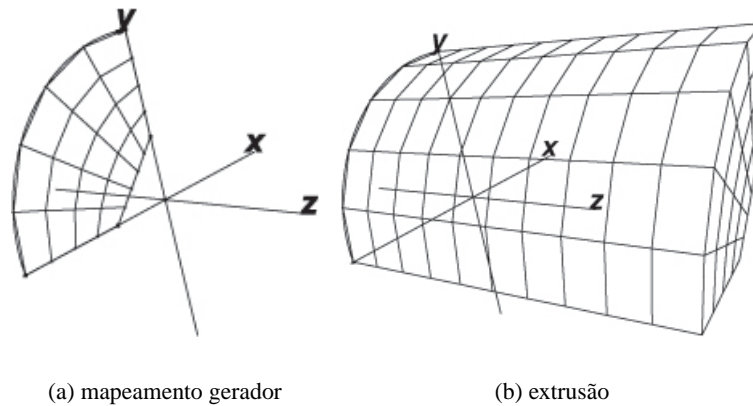 y
x
z
y
x
z
(a) mapeamento gerador
(b) extrusão